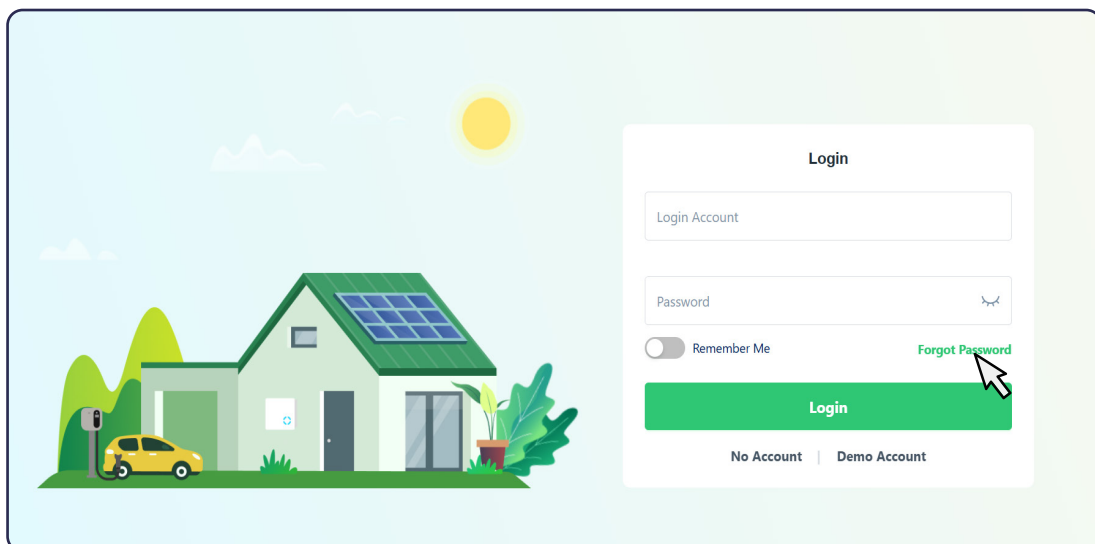 Login
Login Account
Password
Remember Me
Forgot Password
Login
No Account | Demo Account